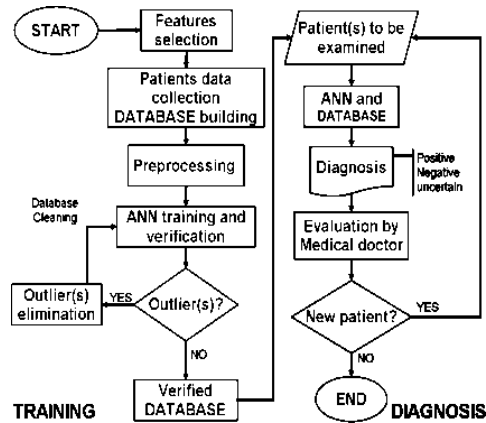 START
Features
selection
Patients data
collection
DATABASE building
Preprocessing
Database
Cleaning
ANN training and
verification
Outlier(s)
elimination
YES
Outlier(s)?
NO
Verified
DATABASE
TRAINING
Patient(s) to be
examined
ANN and
DATABASE
Diagnosis
Positive
Negative
uncertain
Evaluation by
Medical doctor
New patient?
YES
NO
END
DIAGNOSIS